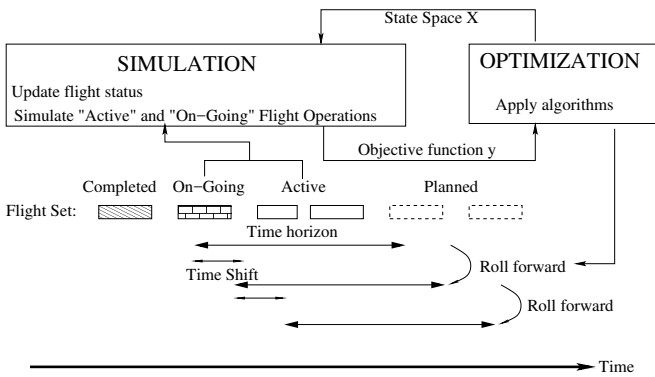 State Space X
SIMULATION
Update flight status
Simulate "Active" and "On-Going" Flight Operations
OPTIMIZATION
Apply algorithms
Objective function y
Completed On-Going Active Planned
Flight Set:
Time horizon
Time Shift
Roll forward
Roll forward
Time